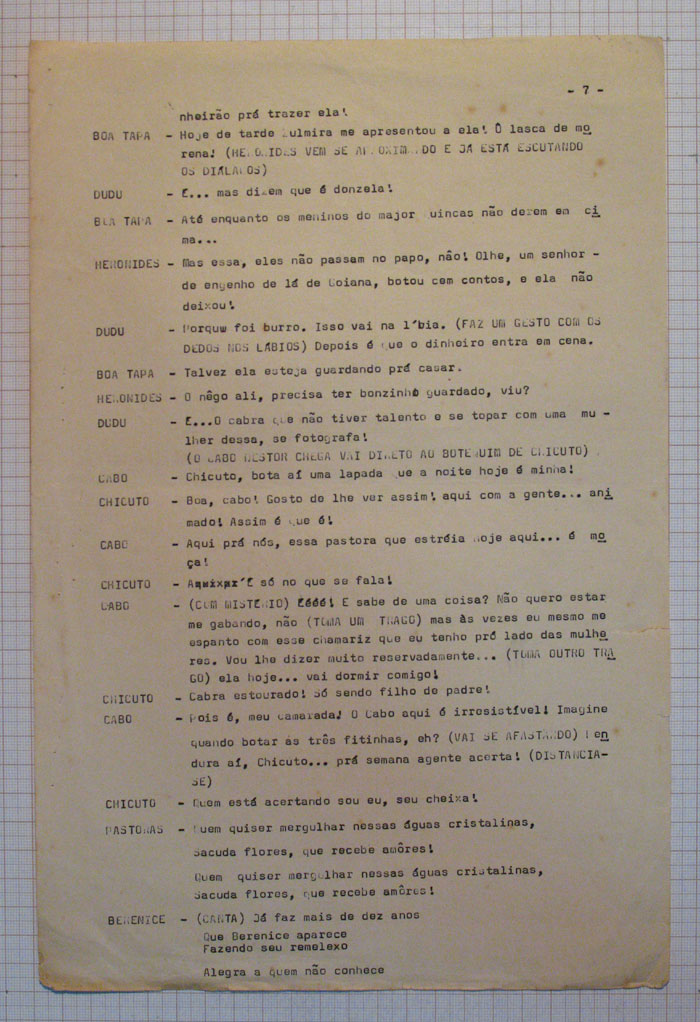 - 7 -
nheirão prá trazer ela!
BOA TAPA - Hoje de tarde Zulmira me apresentou a ela! Ô lasca de mo
rena! (HERONIDES VEM SE APROXIMANDO E JÁ ESTÁ ESCUTANDO
OS DIÁLAGOS)
DUDU - E... mas dizem que é donzela!
BOA TAPA - Até enquanto os meninos do major quincas não derem em ci
ma...
HERONIDES - Mas essa, eles não passam no papo, não! Olhe, um senhor -
de engenho de lá de Goiana, botou cem contos, e ela não
deixou!
DUDU - Porque foi burro. Isso vai na l'bia. (FAZ UM GESTO COM OS
DEDOS NOS LÁBIOS) Depois é que o dinheiro entra em cena.
BOA TAPA - Talvez ela esteja guardando prá casar.
HERONIDES - O nêgo ali, precisa ter bonzinho guardado, viu?
DUDU - E...O cabra que não tiver talento e se topar com uma mu -
lher dessa, se fotografa!
(O CABO NESTOR CHEGA VAI DIRETO AO BOTEQUIM DE CHICUTO)
CABO - Chicuto, bota aí uma lapada que a noite hoje é minha!
CHICUTO - Boa, cabo! Gosto de lhe ver assim! aqui com a gente... ani
mado! Assim é que é!
CABO - Aqui prá nós, essa pastora que estréia hoje aqui... é mo
ça!
CHICUTO - E só no que se fala!
CABO - (COM MISTÉRIO) Éééé! E sabe de uma coisa? Não quero estar
me gabando, não (TOMA UM TRAGO) mas às vezes eu mesmo me
espanto com esse chamariz que eu tenho prá lado das mulhe
res. Vou lhe dizer muito reservadamente... (TOMA OUTRO TRA
GO) ela hoje... vai dormir comigo!
CHICUTO - Cabra estourado! Só sendo filho de padre!
CABO - Pois é, meu camarada! O Cabo aqui é irresistível! Imagine
quando botar as três fitinhas, eh? (VAI SE AFASTANDO) Pen
dura aí, Chicuto... prá semana agente acerta! (DISTANCIA-
SE)
CHICUTO - Quem está acertando sou eu, seu cheixa!
PASTORAS - Quem quiser mergulhar nessas águas cristalinas,
Sacuda flores, que recebe amôres!
Quem quiser mergulhar nessas águas cristalinas,
Sacuda flores, que recebe amôres!
BERENICE - (CANTA) Já faz mais de dez anos
Que Berenice aparece
Fazendo seu remelexo
Alegra a quem não conhece